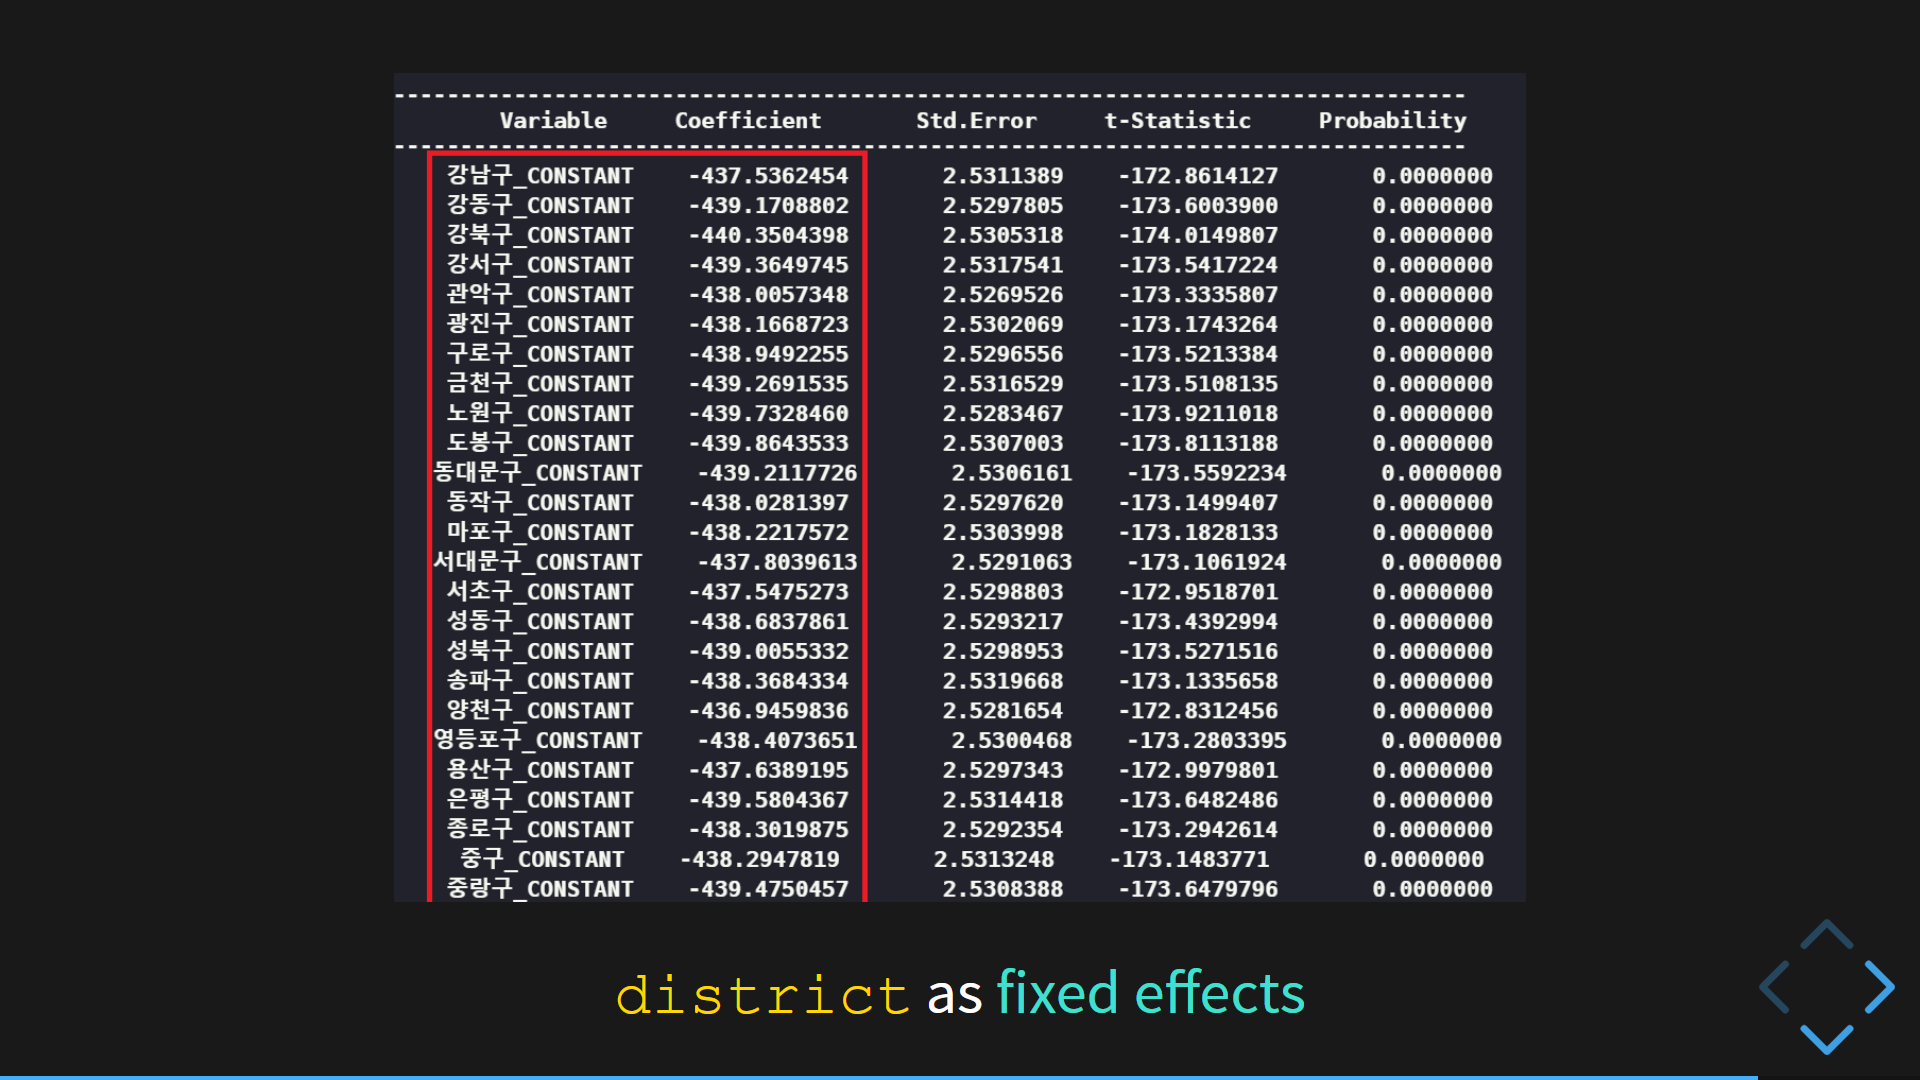 Variable Coefficient Std.Error t-Statistic Probability
강남구_CONSTANT -437.5362454 2.5311389 -172.8614127 0.0000000
강동구_CONSTANT -439.1708802 2.5297805 -173.6003900 0.0000000
강북구_CONSTANT -440.3504398 2.5305318 -174.0149807 0.0000000
강서구_CONSTANT -439.3649745 2.5317541 -173.5417224 0.0000000
관악구_CONSTANT -438.0057348 2.5269526 -173.3335807 0.0000000
광진구_CONSTANT -438.1668723 2.5302069 -173.1743264 0.0000000
구로구_CONSTANT -438.9492255 2.5296556 -173.5213384 0.0000000
금천구_CONSTANT -439.2691535 2.5316529 -173.5108135 0.0000000
노원구_CONSTANT -439.7328460 2.5283467 -173.9211018 0.0000000
도봉구_CONSTANT -439.8643533 2.5307003 -173.8113188 0.0000000
동대문구_CONSTANT -439.2117726 2.5306161 -173.5592234 0.0000000
동작구_CONSTANT -438.0281397 2.5297620 -173.1499407 0.0000000
마포구_CONSTANT -438.2217572 2.5303998 -173.1828133 0.0000000
서대문구_CONSTANT -437.8039613 2.5291063 -173.1061924 0.0000000
서초구_CONSTANT -437.5475273 2.5298803 -172.9518701 0.0000000
성동구_CONSTANT -438.6837861 2.5293217 -173.4392994 0.0000000
성북구_CONSTANT -439.0055332 2.5298953 -173.5271516 0.0000000
송파구_CONSTANT -438.3684334 2.5319668 -173.1335658 0.0000000
양천구_CONSTANT -436.9459836 2.5281654 -172.8312456 0.0000000
영등포구_CONSTANT -438.4073651 2.5300468 -173.2803395 0.0000000
용산구_CONSTANT -437.6389195 2.5297343 -172.9979801 0.0000000
은평구_CONSTANT -439.5804367 2.5314418 -173.6482486 0.0000000
종로구_CONSTANT -438.3019875 2.5292354 -173.2942614 0.0000000
중구_CONSTANT -438.2947819 2.5313248 -173.1483771 0.0000000
중랑구_CONSTANT -439.4750457 2.5308388 -173.6479796 0.0000000
district as fixed effects